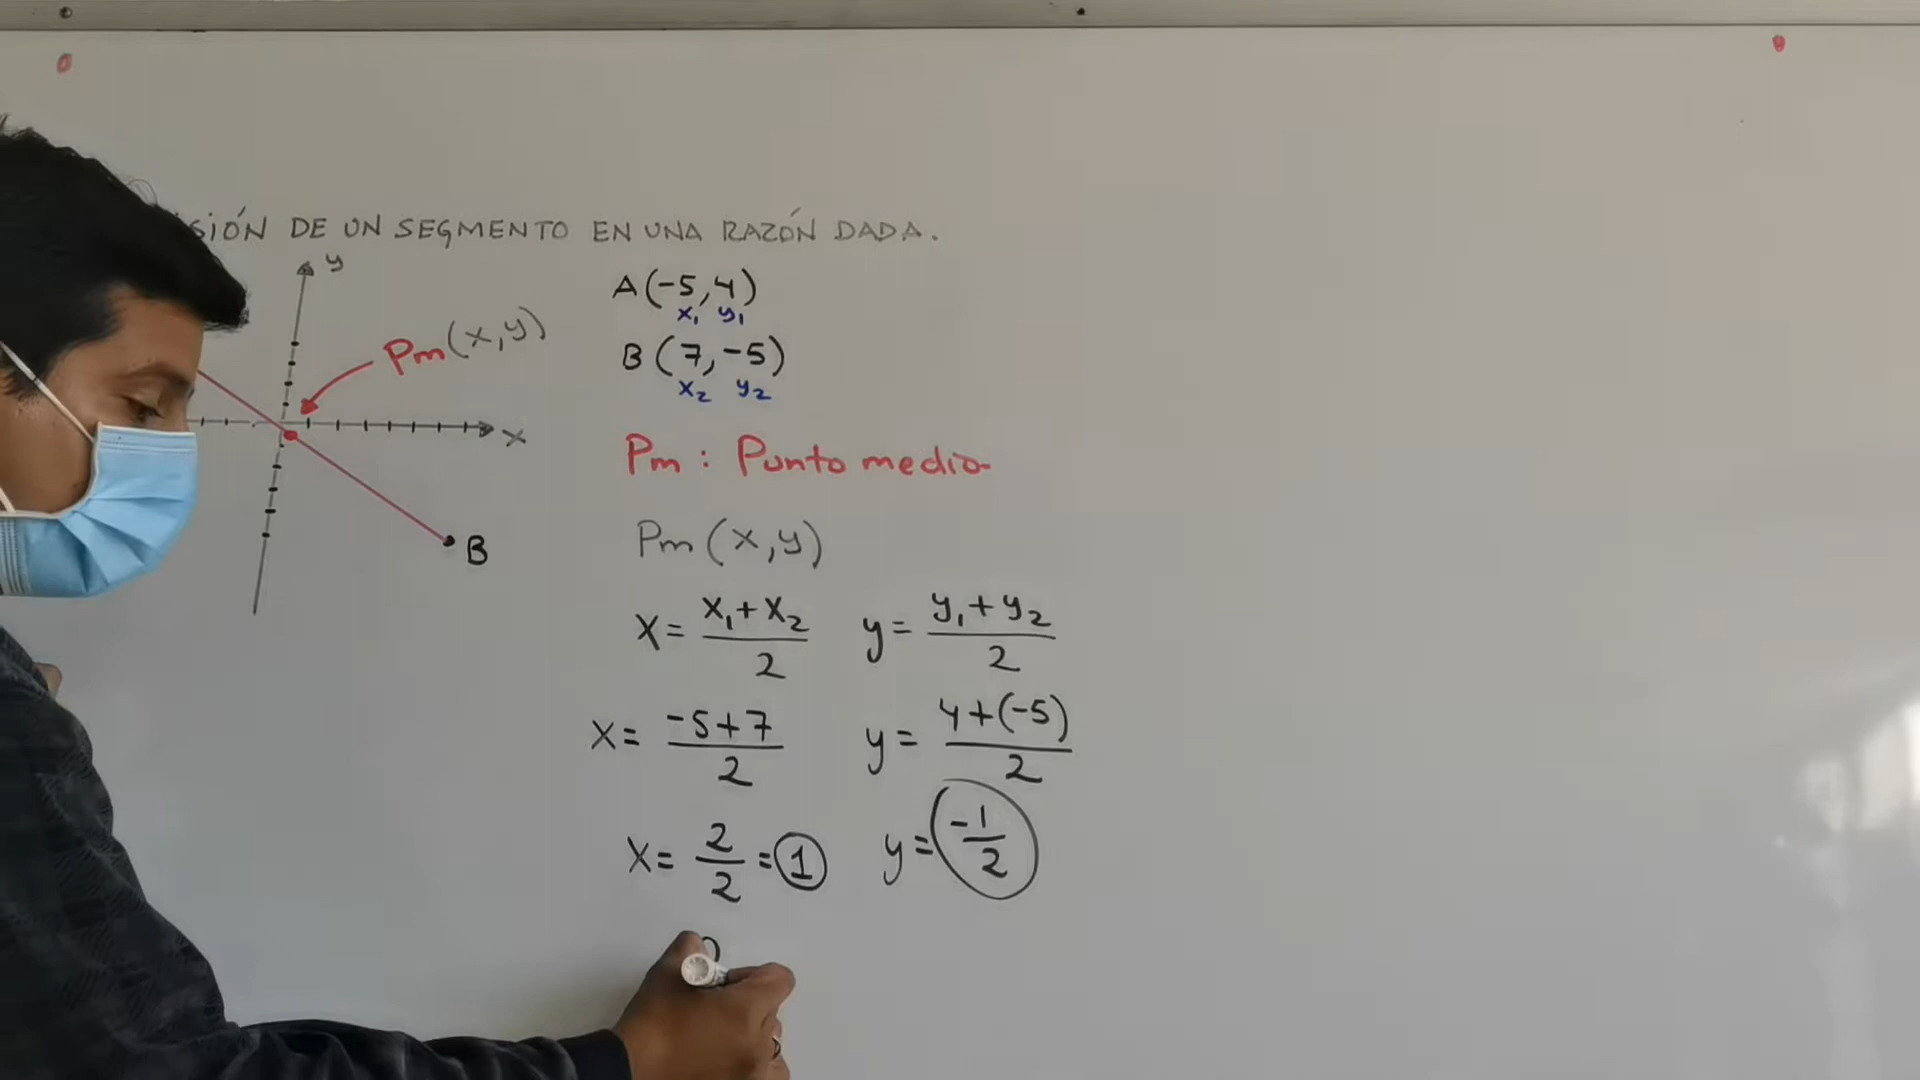 DE UN SEGMENTO EN UNA RAZÓN DADA.
y
Pm(x,y)
x
B
A(-5,4)
x₁ y₁
B(7,-5)
x₂ y₂
Pm : Punto medio
Pm(x,y)
x = (x₁+x₂)/2 y = (y₁+y₂)/2
x = (-5+7)/2 y = (4+(-5))/2
x = 2/2 = 1 y = -1/2